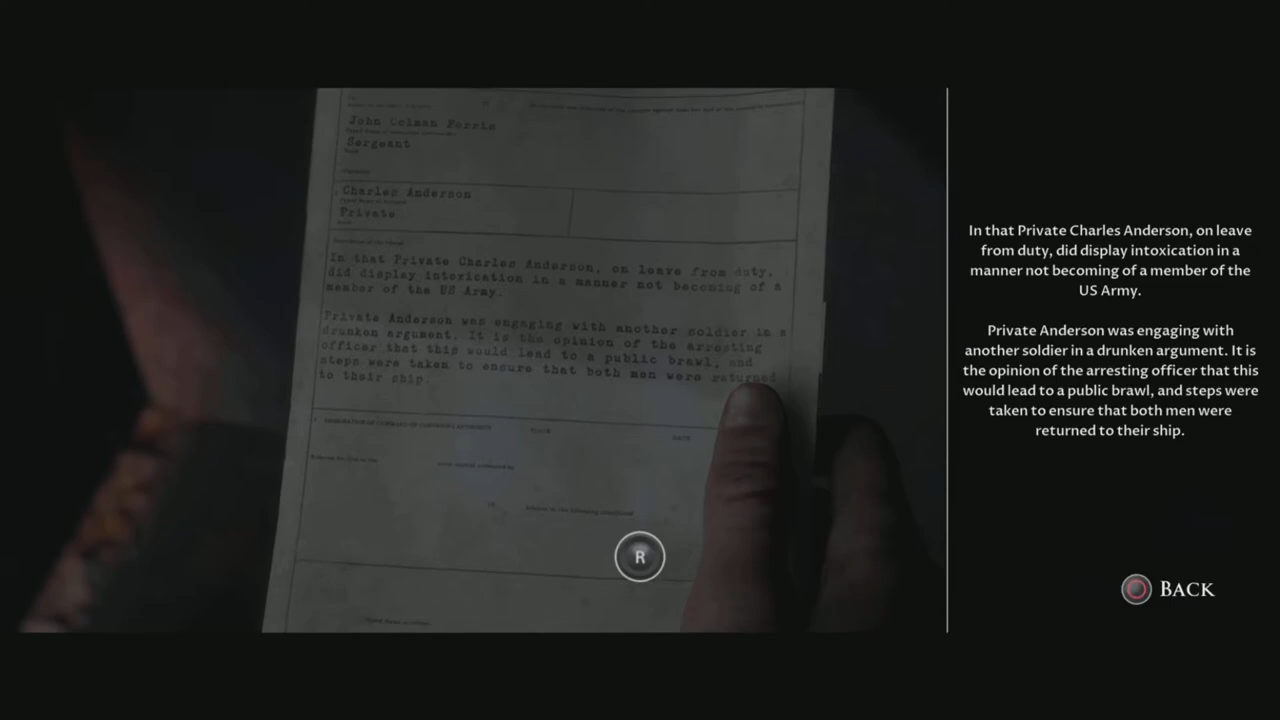 John Colman Ferris
Sergeant
Charles Anderson
Private
In that Private Charles Anderson, on leave from duty,
did display intoxication in a manner not becoming of a
member of the US Army.
Private Anderson was engaging with another soldier in a
drunken argument. It is the opinion of the arresting
officer that this would lead to a public brawl, and
steps were taken to ensure that both men were returned
to their ship.
PLACE
DATE
R
In that Private Charles Anderson, on leave
from duty, did display intoxication in a
manner not becoming of a member of the
US Army.
Private Anderson was engaging with
another soldier in a drunken argument. It is
the opinion of the arresting officer that this
would lead to a public brawl, and steps were
taken to ensure that both men were
returned to their ship.
BACK